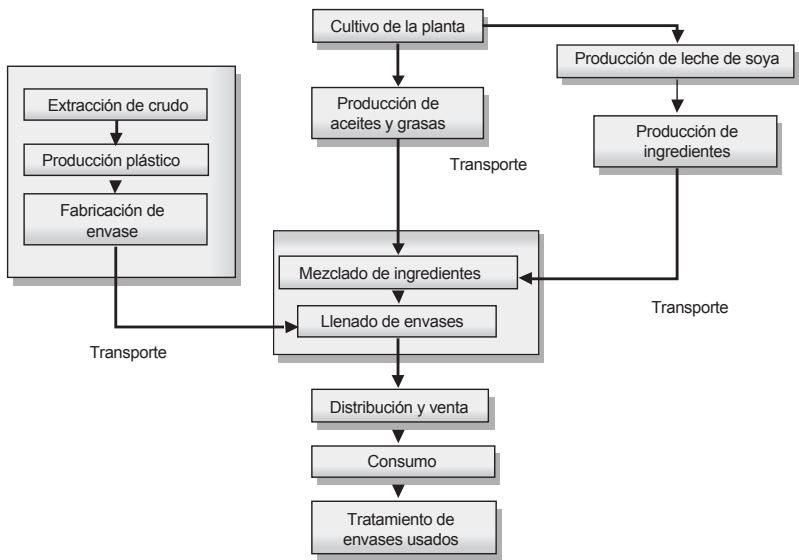 Cultivo de la planta
Producción de leche de soya
Extracción de crudo
Producción de
aceites y grasas
Producción de
ingredientes
Producción plástico
Transporte
Fabricación de
envase
Mezclado de ingredientes
Transporte
Llenado de envases
Transporte
Distribución y venta
Consumo
Tratamiento de
envases usados